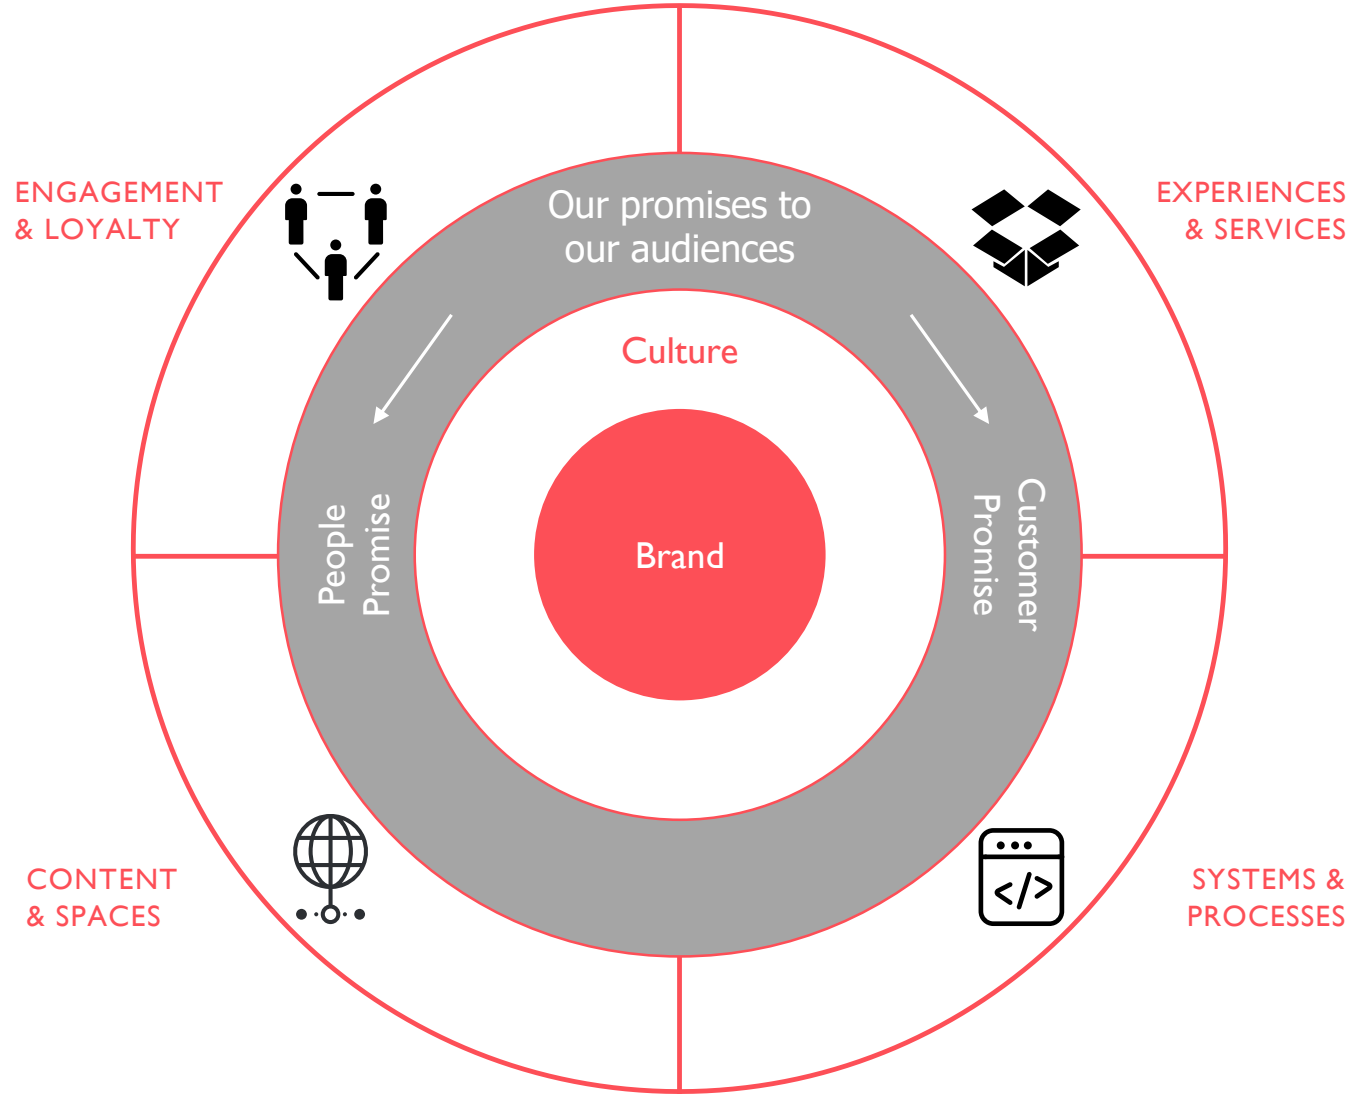 ENGAGEMENT
& LOYALTY
Our promises to
our audiences
EXPERIENCES
& SERVICES
Culture
People
Promise
Brand
Customer
Promise
CONTENT
& SPACES
</>
SYSTEMS &
PROCESSES